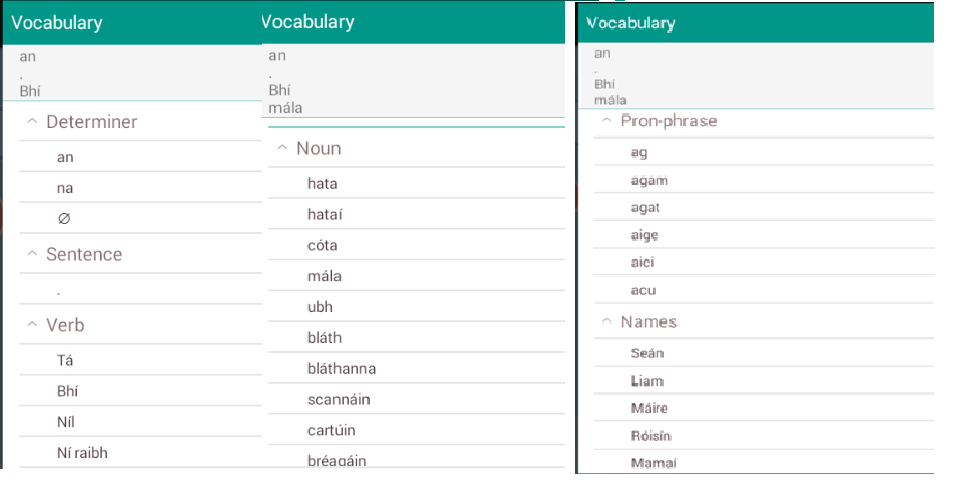 Vocabulary
an
.
Bhí
Determiner
an
na
∅
Sentence
.
Verb
Tá
Bhí
Níl
Ní raibh
Vocabulary
an
.
Bhí
mála
Noun
hata
hataí
cóta
mála
ubh
bláth
bláthanna
scannáin
cartúin
bréagáin
Vocabulary
an
.
Bhí
mála
Pron-phrase
ag
agam
agat
aige
aici
acu
Names
Seán
Liam
Máire
Róisín
Mamaí